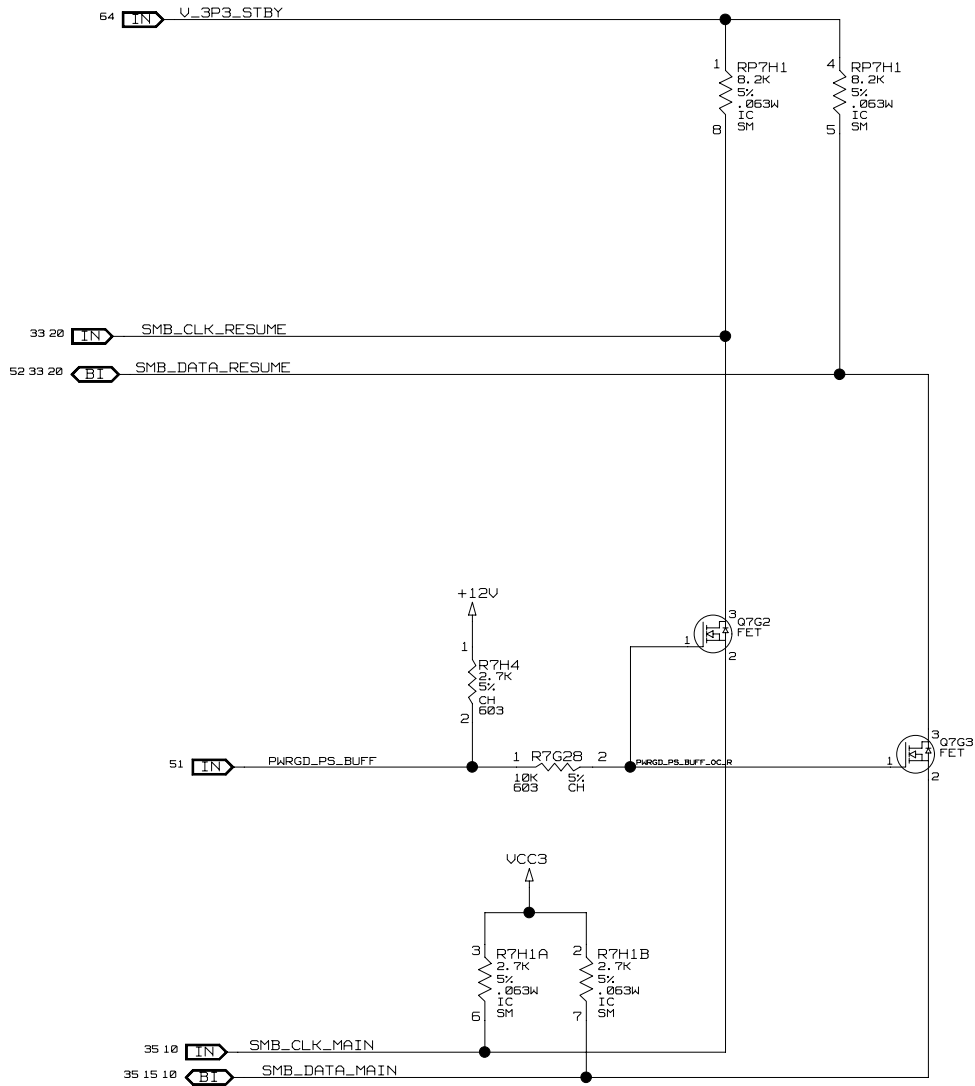 64 IN V_3P3_STBY
1 RP7H1
8.2K
5%
.063W
IC
8 SM
4 RP7H1
8.2K
5%
.063W
IC
5 SM
33 20 IN SMB_CLK_RESUME
52 33 20 BI SMB_DATA_RESUME
+12V
1
R7H4
2.7K
5%
CH
2 603
3
Q7G2
FET
1
2
3
Q7G3
FET
1
2
51 IN PWRGD_PS_BUFF
1 R7G28 2
10K 5%
603 CH
PWRGD_PS_BUFF_OC_R
VCC3
3 R7H1A
2.7K
5%
.063W
IC
6 SM
2 R7H1B
2.7K
5%
.063W
IC
7 SM
35 10 IN SMB_CLK_MAIN
35 15 10 BI SMB_DATA_MAIN